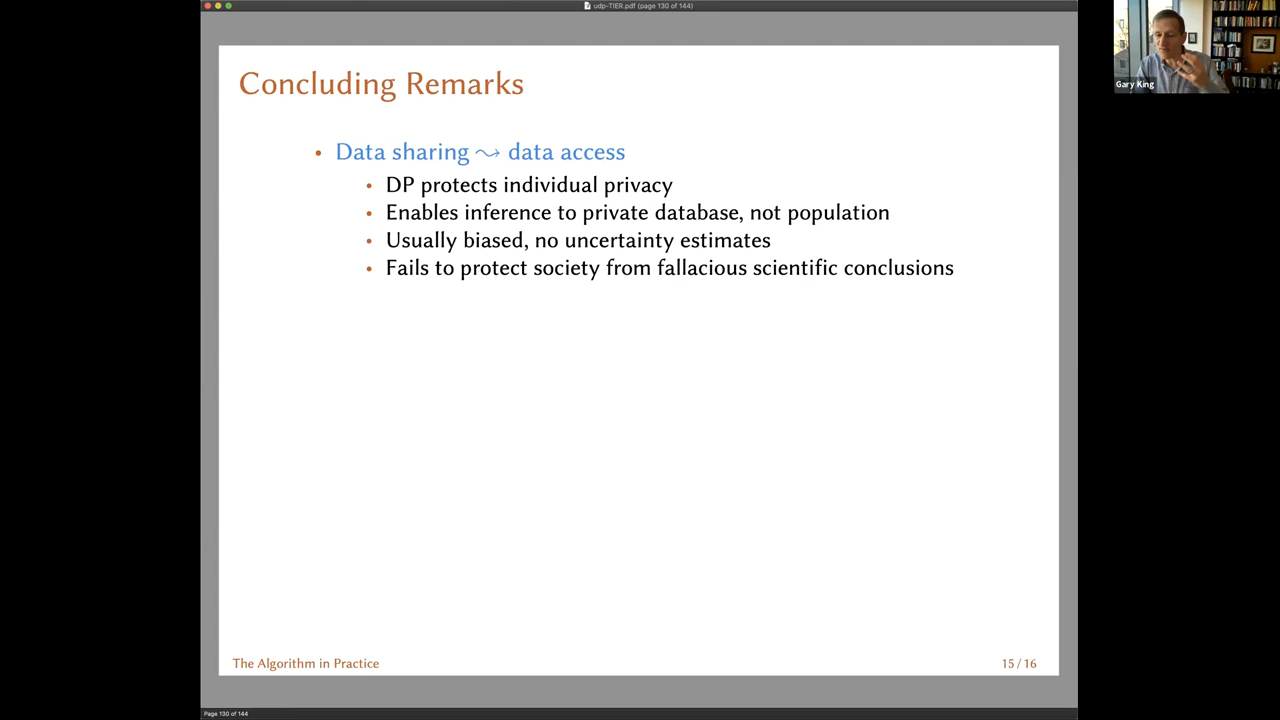 udp-TIER.pdf (page 130 of 144)
Concluding Remarks
• Data sharing ⤳ data access
• DP protects individual privacy
• Enables inference to private database, not population
• Usually biased, no uncertainty estimates
• Fails to protect society from fallacious scientific conclusions
The Algorithm in Practice
15 / 16
Page 130 of 144
Gary King